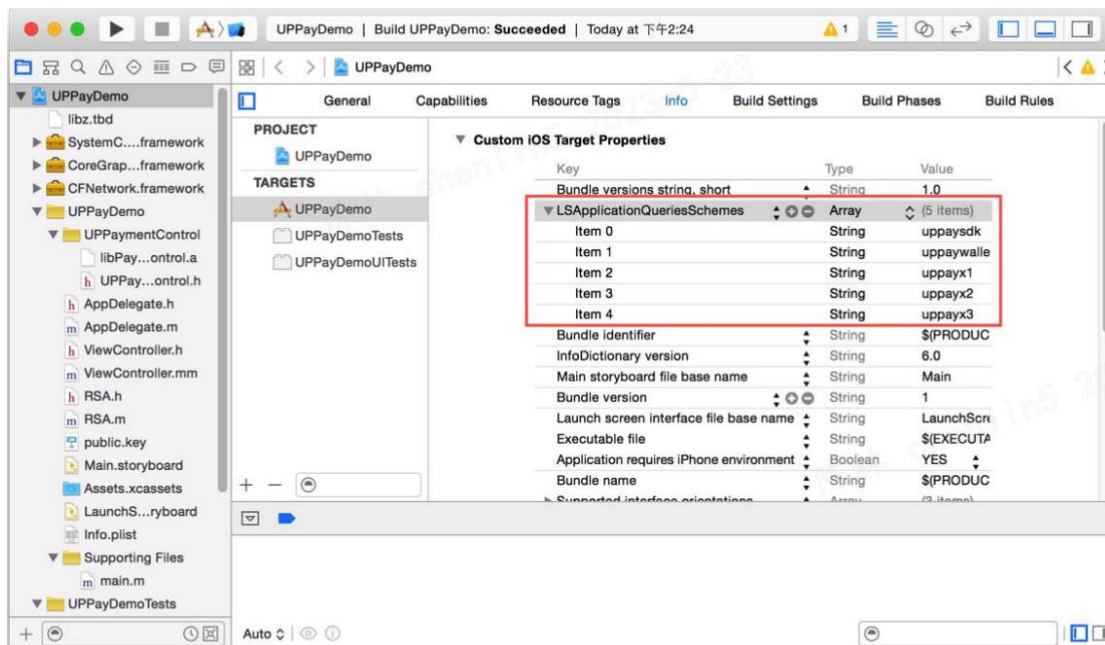 UPPayDemo | Build UPPayDemo: Succeeded | Today at 下午2:24 1
UPPayDemo
General Capabilities Resource Tags Info Build Settings Build Phases Build Rules
UPPayDemo
libz.tbd
SystemC....framework
CoreGrap...framework
CFNetwork.framework
UPPayDemo
UPPaymentControl
libPay...ontrol.a
UPPay...ontrol.h
AppDelegate.h
AppDelegate.m
ViewController.h
ViewController.mm
RSA.h
RSA.m
public.key
Main.storyboard
Assets.xcassets
LaunchS...ryboard
Info.plist
Supporting Files
main.m
UPPayDemoTests
PROJECT
UPPayDemo
TARGETS
UPPayDemo
UPPayDemoTests
UPPayDemoUITests
Custom iOS Target Properties
Key Type Value
Bundle versions string, short String 1.0
LSApplicationQueriesSchemes Array (5 items)
Item 0 String uppaysdk
Item 1 String uppaywalle
Item 2 String uppayx1
Item 3 String uppayx2
Item 4 String uppayx3
Bundle identifier String $(PRODUC
InfoDictionary version String 6.0
Main storyboard file base name String Main
Bundle version String 1
Launch screen interface file base name String LaunchScre
Executable file String $(EXECUTA
Application requires iPhone environment Boolean YES
Bundle name String $(PRODUC
Supported interface orientations Array (3 items)
Auto